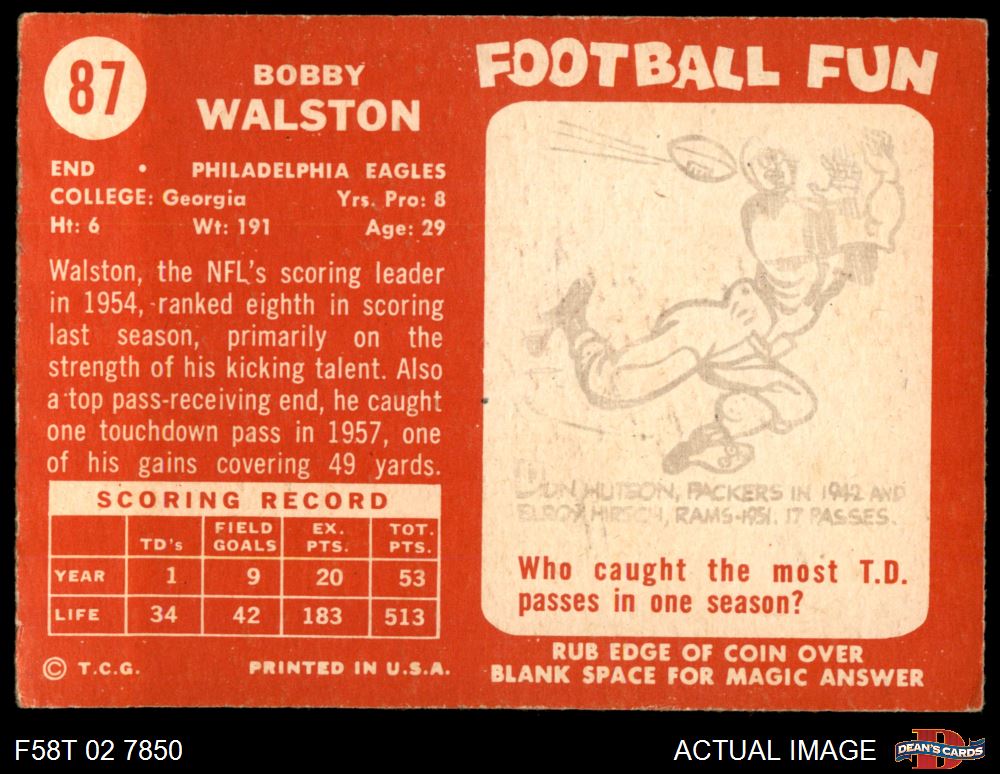 87
BOBBY
WALSTON
END • PHILADELPHIA EAGLES
COLLEGE: Georgia Yrs. Pro: 8
Ht: 6 Wt: 191 Age: 29
Walston, the NFL's scoring leader
in 1954, ranked eighth in scoring
last season, primarily on the
strength of his kicking talent. Also
a top pass-receiving end, he caught
one touchdown pass in 1957, one
of his gains covering 49 yards.
SCORING RECORD
TD's FIELD GOALS EX. PTS. TOT. PTS.
YEAR 1 9 20 53
LIFE 34 42 183 513
© T.C.G. PRINTED IN U.S.A.
FOOTBALL FUN
DON HUTSON, PACKERS IN 1942 AND
ELROY HIRSCH, RAMS-1951. 17 PASSES.
Who caught the most T.D.
passes in one season?
RUB EDGE OF COIN OVER
BLANK SPACE FOR MAGIC ANSWER
F58T 02 7850
ACTUAL IMAGE
D
DEAN'S CARDS